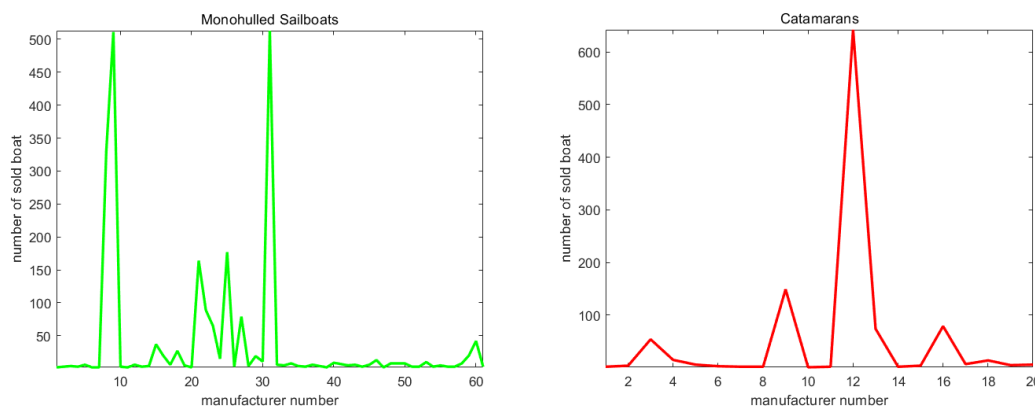 Monohulled Sailboats
500
450
400
350
300
250
200
150
100
50
number of sold boat
10 20 30 40 50 60
manufacturer number
Catamarans
600
500
400
300
200
100
number of sold boat
2 4 6 8 10 12 14 16 18 20
manufacturer number